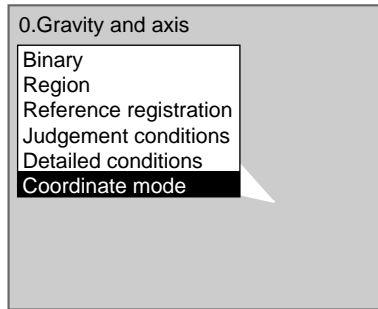 0.Gravity and axis
Binary
Region
Reference registration
Judgement conditions
Detailed conditions
Coordinate mode